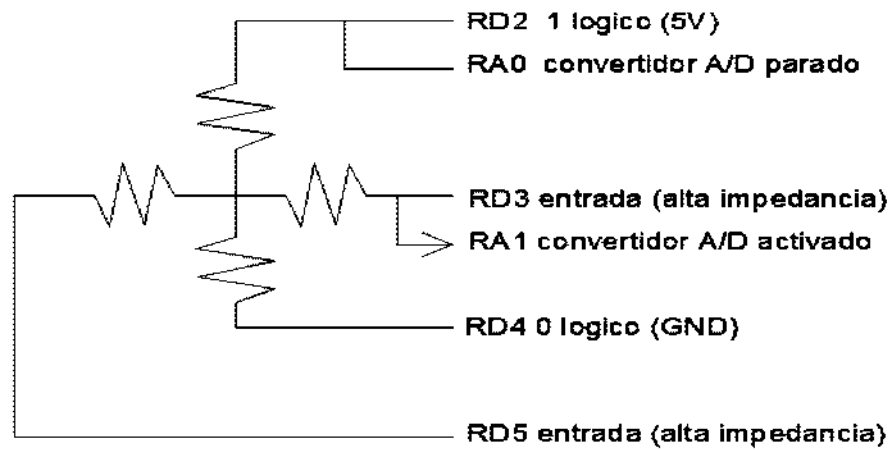 RD2 1 logico (5V)
RA0 convertidor A/D parado
RD3 entrada (alta impedancia)
RA1 convertidor A/D activado
RD4 0 logico (GND)
RD5 entrada (alta impedancia)